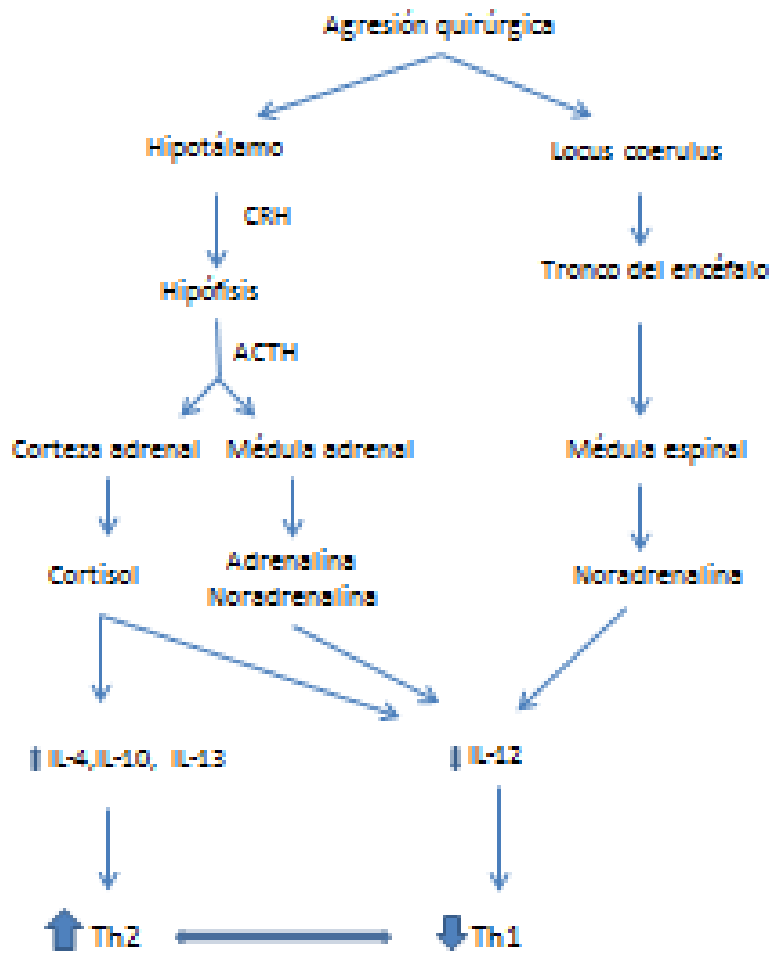 Agresión quirúrgica
Hipotálamo
Locus coerulus
CRH
Tronco del encéfalo
Hipófisis
ACTH
Corteza adrenal
Médula adrenal
Médula espinal
Cortisol
Adrenalina
Noradrenalina
Noradrenalina
IL-4,IL-10, IL-13
IL-12
Th2
Th1